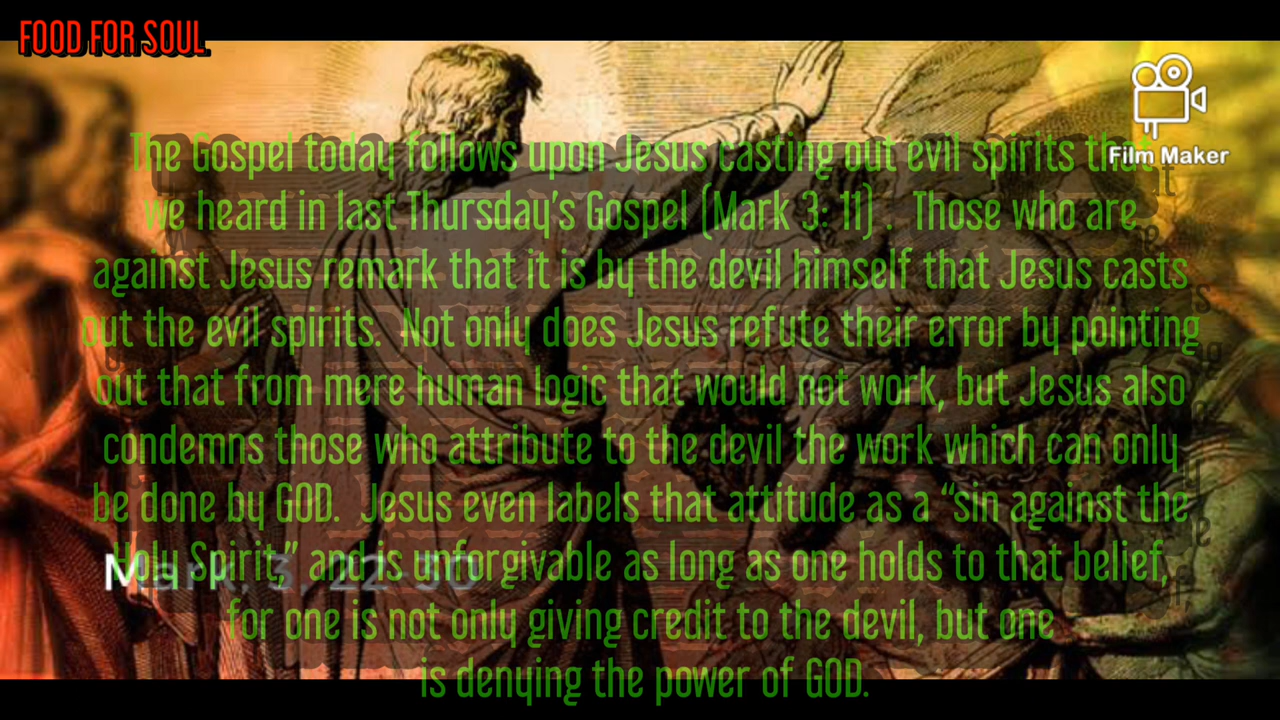 FOOD FOR SOUL
Film Maker
The Gospel today follows upon Jesus casting out evil spirits that
we heard in last Thursday's Gospel (Mark 3: 11) .  Those who are
against Jesus remark that it is by the devil himself that Jesus casts
out the evil spirits.  Not only does Jesus refute their error by pointing
out that from mere human logic that would not work, but Jesus also
condemns those who attribute to the devil the work which can only
be done by GOD.  Jesus even labels that attitude as a “sin against the
Holy Spirit,” and is unforgivable as long as one holds to that belief,
for one is not only giving credit to the devil, but one
is denying the power of GOD.
Mark, 3, 22-30